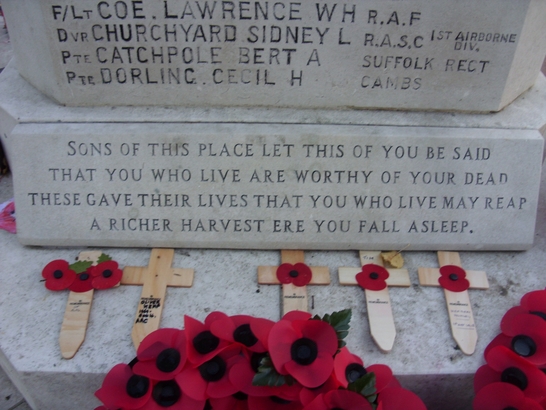 F/LT COE. LAWRENCE W H R.A.F
DVR CHURCHYARD SIDNEY L R.A.S.C 1ST AIRBORNE DIV.
PTE CATCHPOLE BERT A SUFFOLK RECT
PTE DORLING CECIL H CAMBS
SONS OF THIS PLACE LET THIS OF YOU BE SAID
THAT YOU WHO LIVE ARE WORTHY OF YOUR DEAD
THESE GAVE THEIR LIVES THAT YOU WHO LIVE MAY REAP
A RICHER HARVEST ERE YOU FALL ASLEEP.